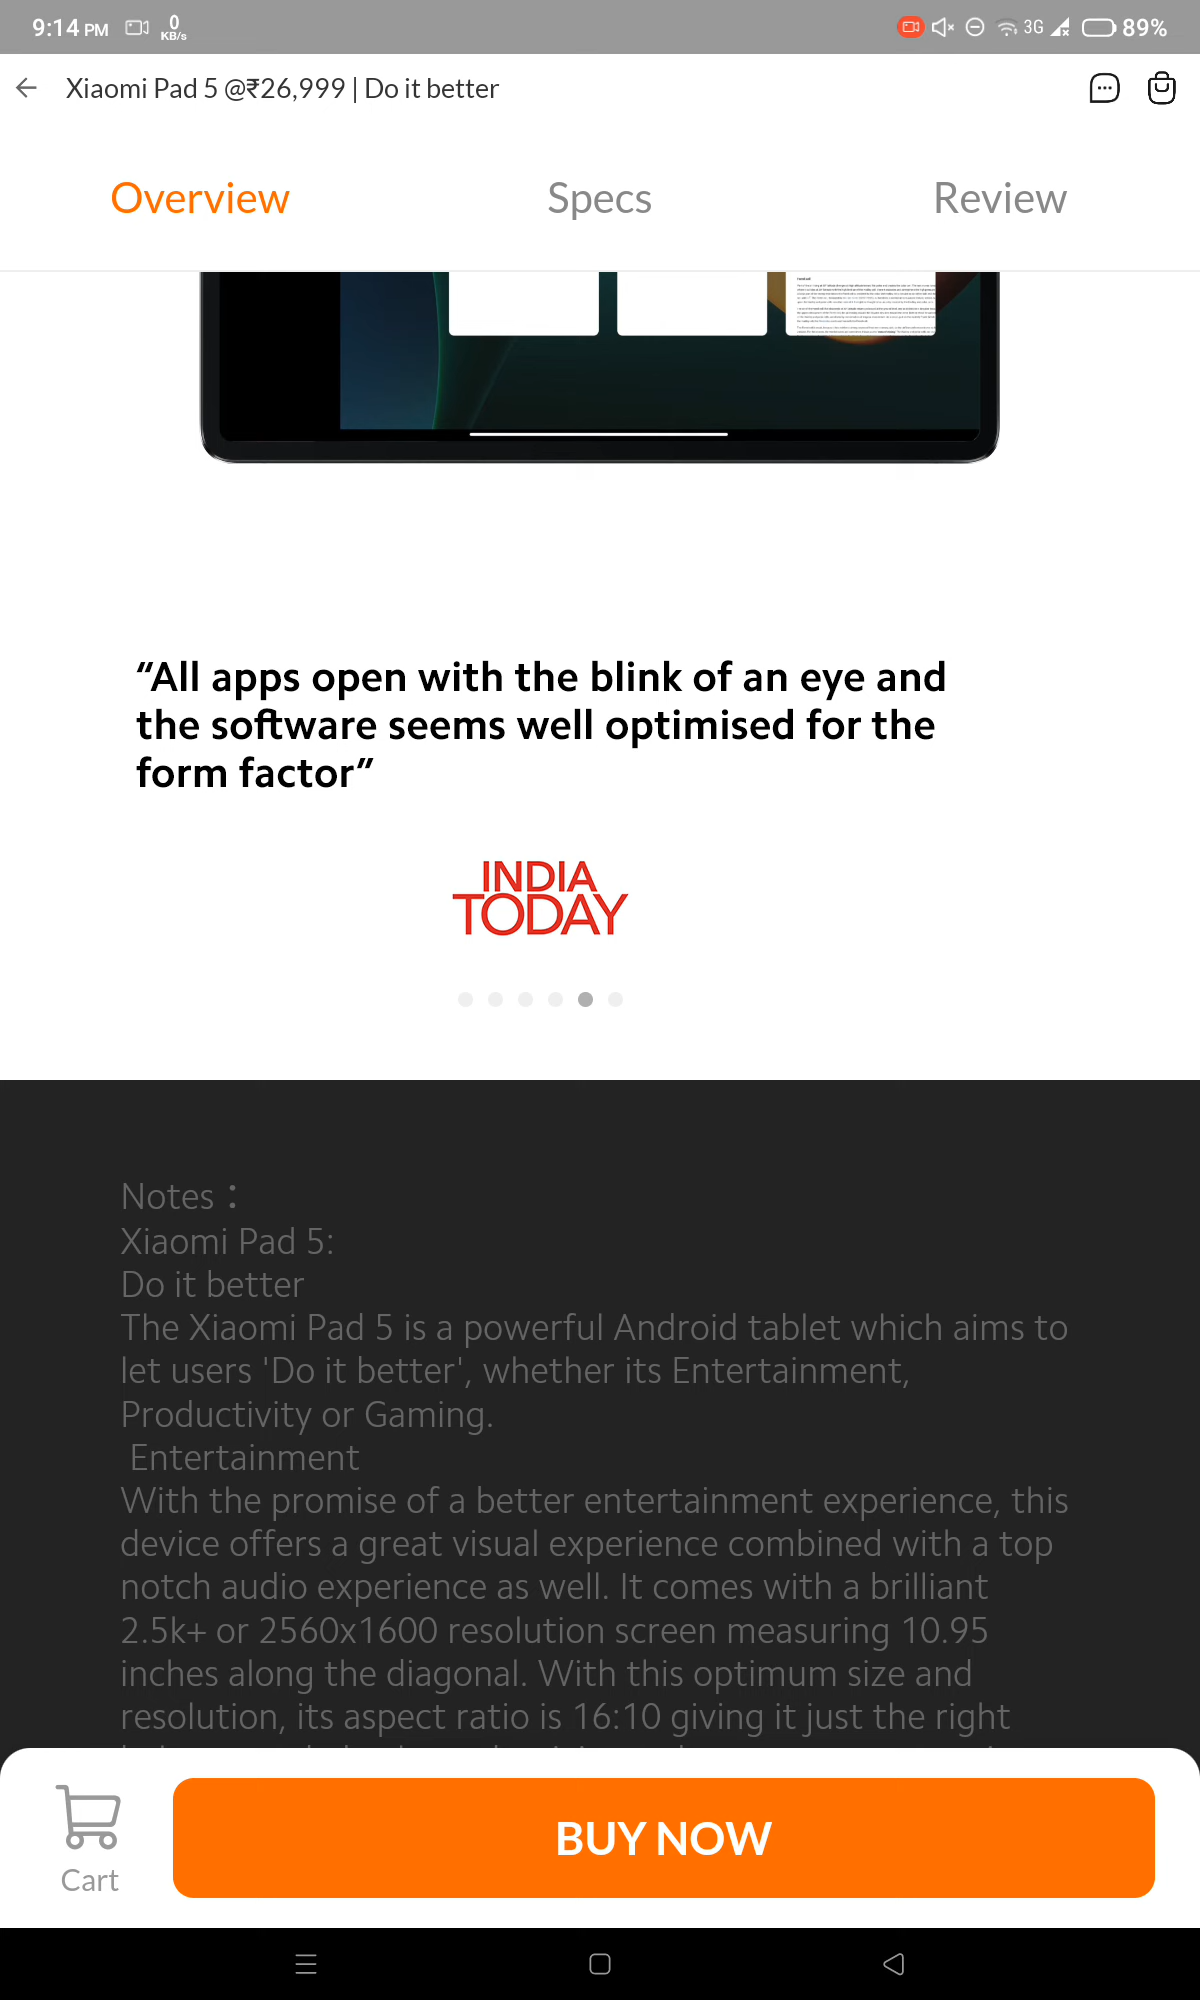 9:14 PM 0 KB/s 3G 89%
Xiaomi Pad 5 @₹26,999 | Do it better
Overview Specs Review
“All apps open with the blink of an eye and
the software seems well optimised for the
form factor”
INDIA
TODAY
Notes：
Xiaomi Pad 5:
Do it better
The Xiaomi Pad 5 is a powerful Android tablet which aims to
let users 'Do it better', whether its Entertainment,
Productivity or Gaming.
Entertainment
With the promise of a better entertainment experience, this
device offers a great visual experience combined with a top
notch audio experience as well. It comes with a brilliant
2.5k+ or 2560x1600 resolution screen measuring 10.95
inches along the diagonal. With this optimum size and
resolution, its aspect ratio is 16:10 giving it just the right
BUY NOW
Cart